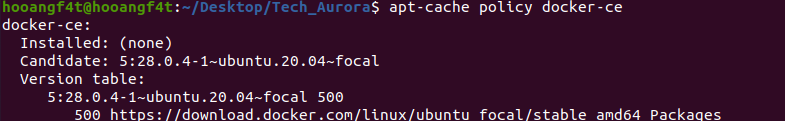 hooangf4t@hooangf4t:~/Desktop/Tech_Aurora$ apt-cache policy docker-ce
docker-ce:
  Installed: (none)
  Candidate: 5:28.0.4-1~ubuntu.20.04~focal
  Version table:
     5:28.0.4-1~ubuntu.20.04~focal 500
        500 https://download.docker.com/linux/ubuntu focal/stable amd64 Packages